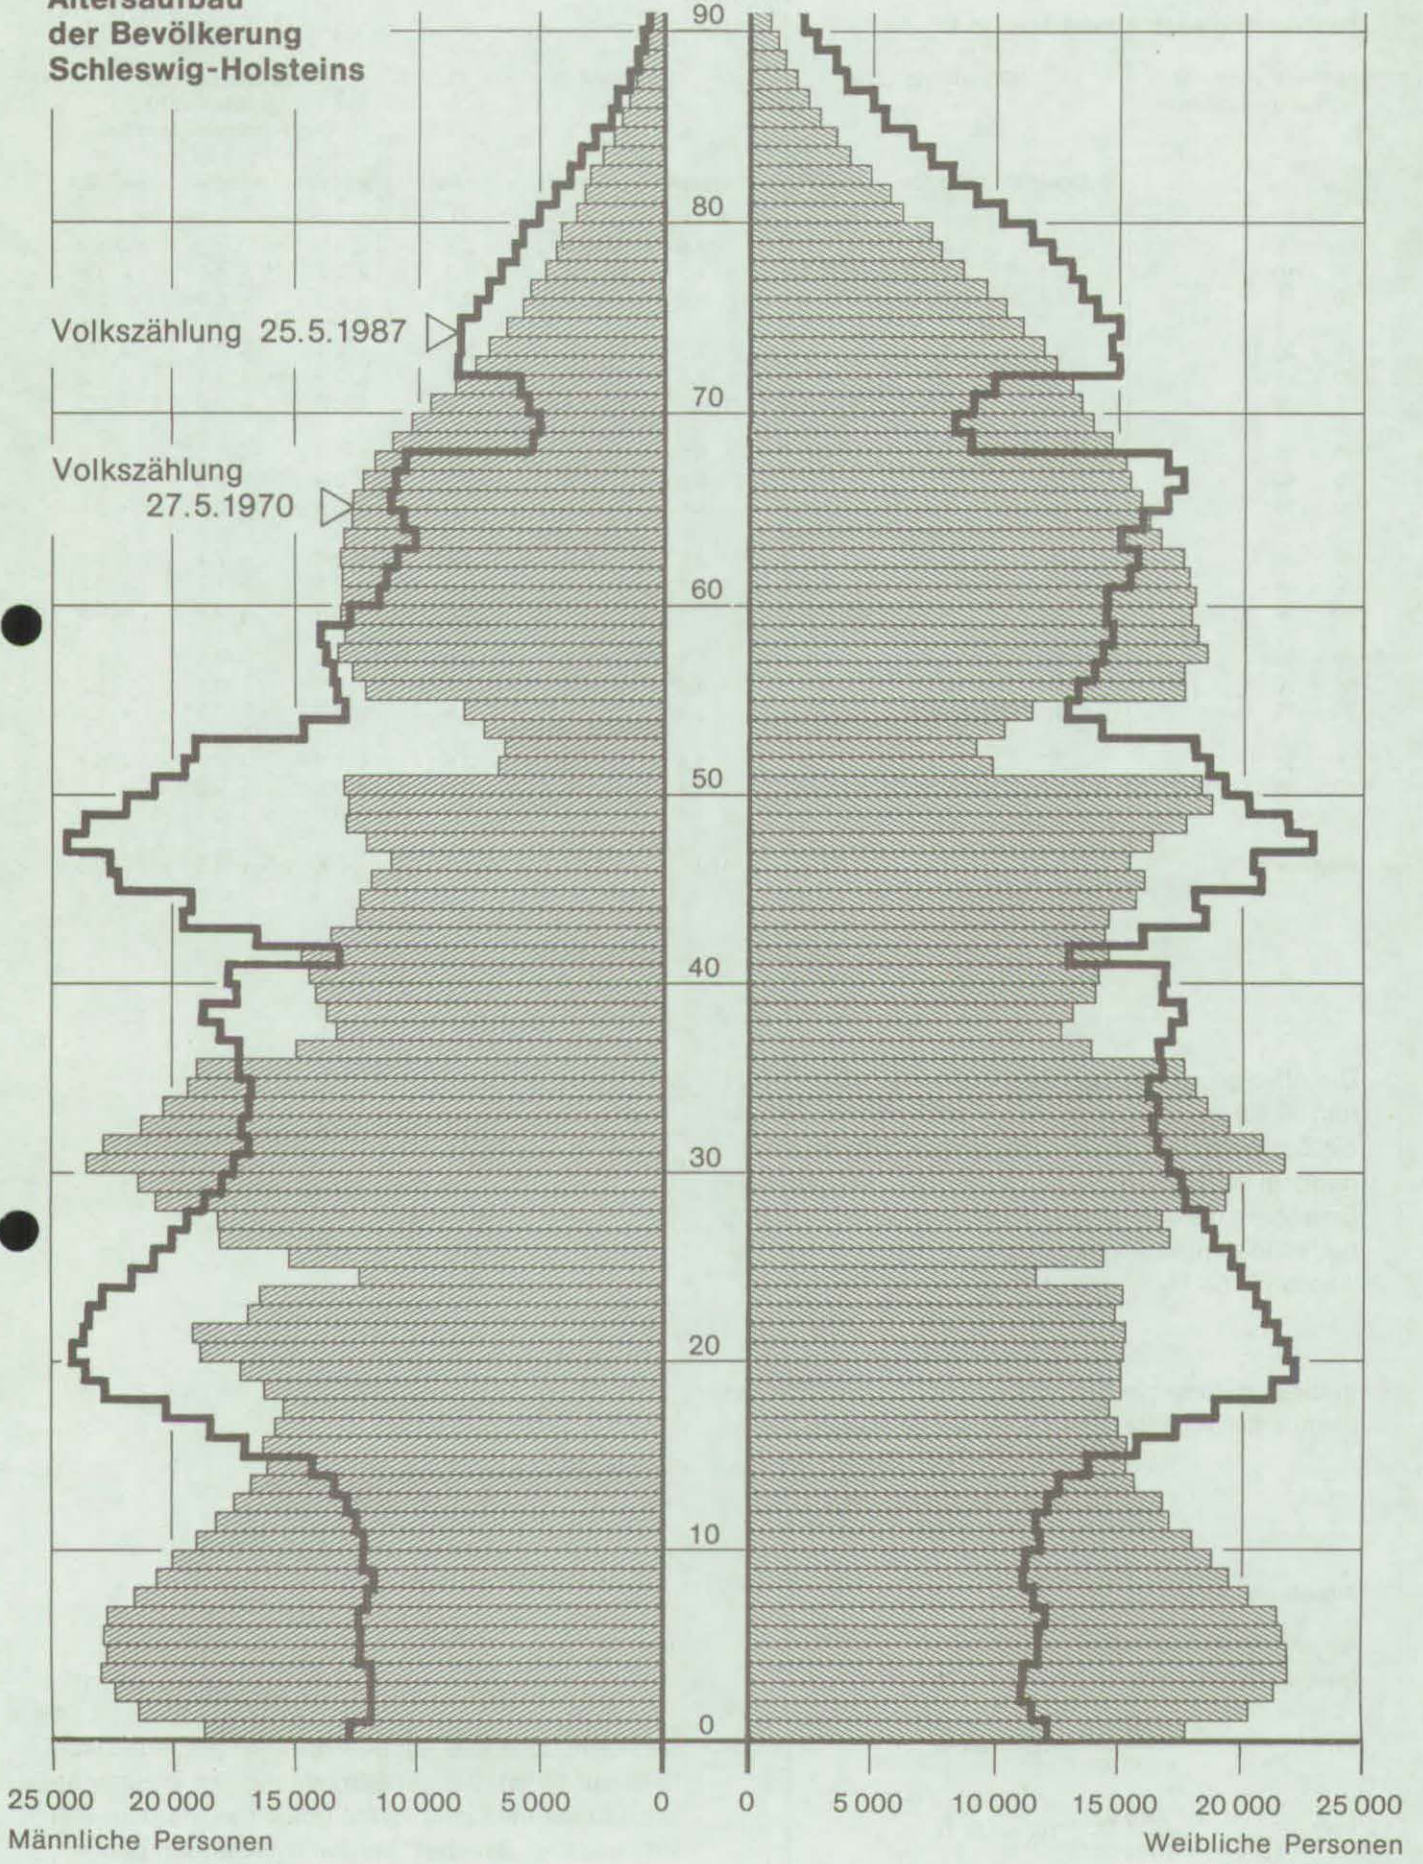 Altersaufbau
der Bevölkerung
Schleswig-Holsteins
Volkszählung 25.5.1987
Volkszählung
27.5.1970
90
80
70
60
50
40
30
20
10
0
25 000 20 000 15 000 10 000 5 000 0 0 5 000 10 000 15 000 20 000 25 000
Männliche Personen Weibliche Personen